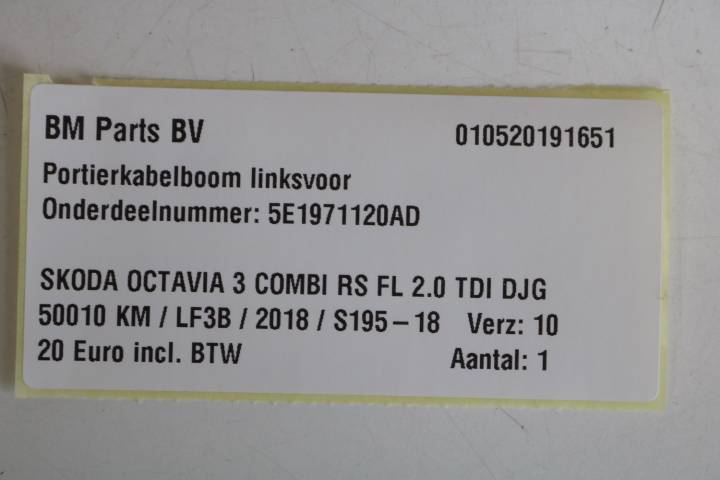 BM Parts BV 010520191651
Portierkabelboom linksvoor
Onderdeelnummer: 5E1971120AD
SKODA OCTAVIA 3 COMBI RS FL 2.0 TDI DJG
50010 KM / LF3B / 2018 / S195-18 Verz: 10
20 Euro incl. BTW Aantal: 1